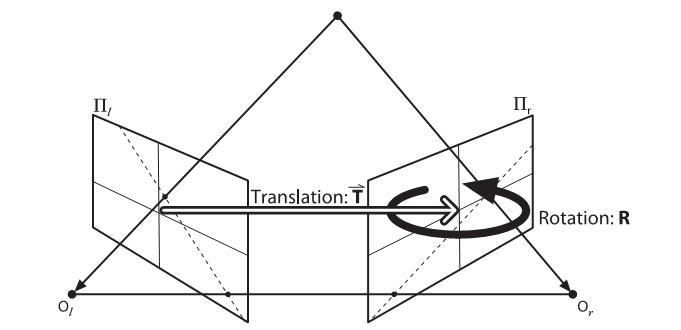 Π_l
Π_r
Translation: T⃗
Rotation: R
O_l
O_r